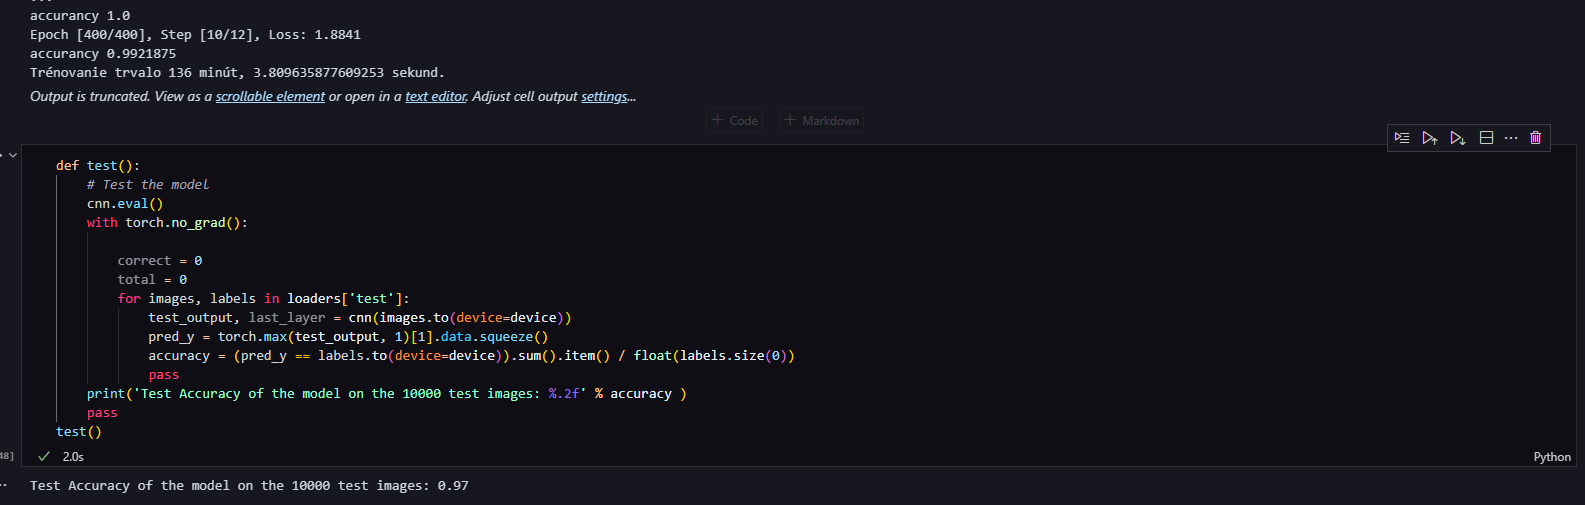 accurancy 1.0
Epoch [400/400], Step [10/12], Loss: 1.8841
accurancy 0.9921875
Trénovanie trvalo 136 minút, 3.809635877609253 sekund.
Output is truncated. View as a scrollable element or open in a text editor. Adjust cell output settings...
+ Code + Markdown
def test():
    # Test the model
    cnn.eval()
    with torch.no_grad():
        correct = 0
        total = 0
        for images, labels in loaders['test']:
            test_output, last_layer = cnn(images.to(device=device))
            pred_y = torch.max(test_output, 1)[1].data.squeeze()
            accuracy = (pred_y == labels.to(device=device)).sum().item() / float(labels.size(0))
            pass
    print('Test Accuracy of the model on the 10000 test images: %.2f' % accuracy )
    pass
test()
48] 2.0s Python
Test Accuracy of the model on the 10000 test images: 0.97